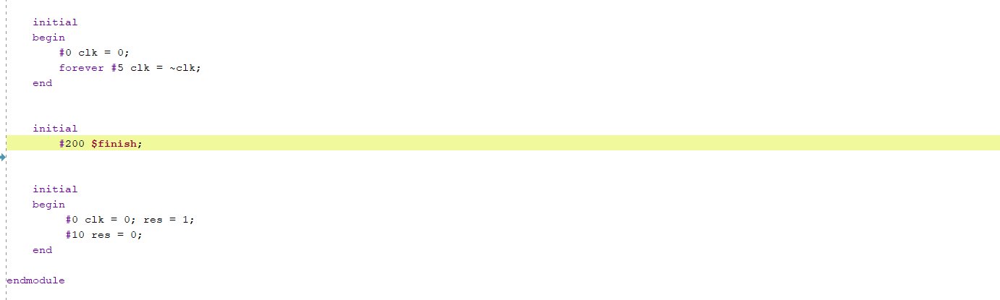 initial
begin
#0 clk = 0;
forever #5 clk = ~clk;
end
initial
#200 $finish;
initial
begin
#0 clk = 0; res = 1;
#10 res = 0;
end
endmodule